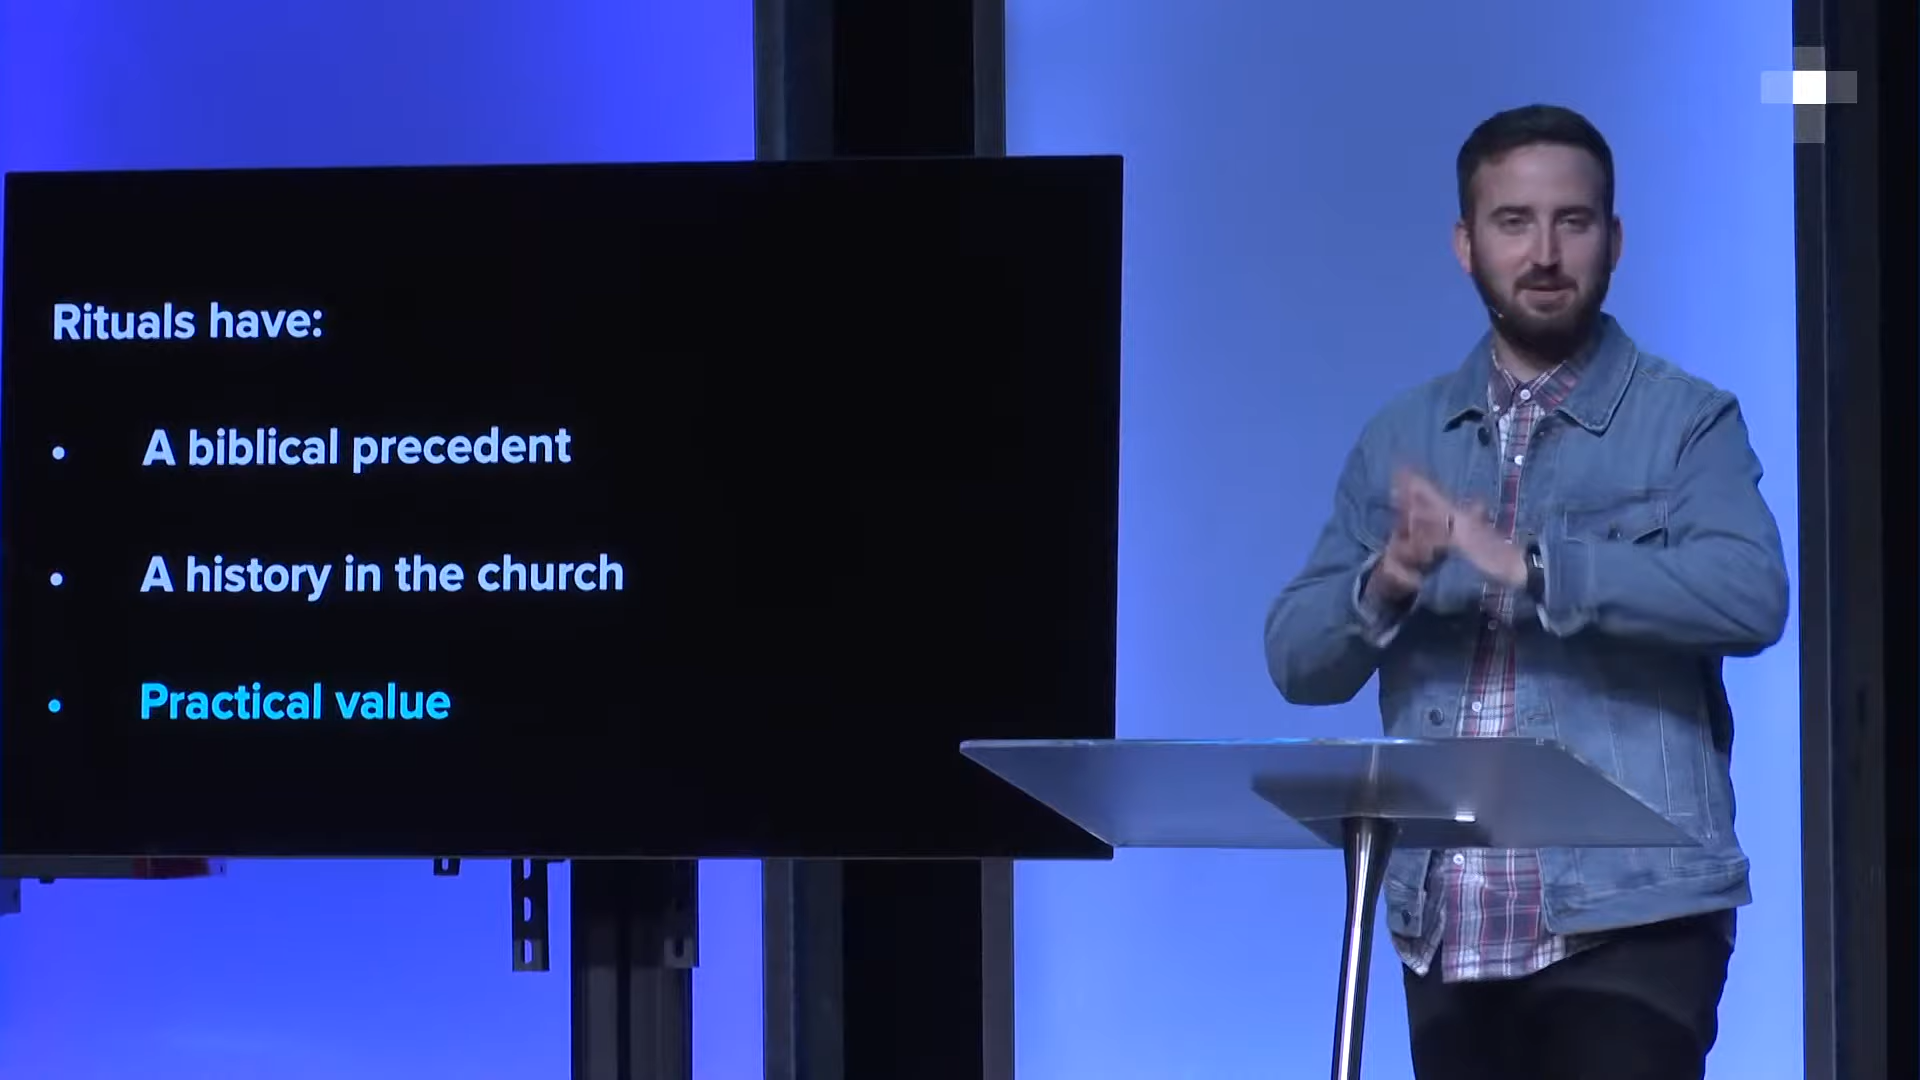 Rituals have:
• A biblical precedent
• A history in the church
• Practical value